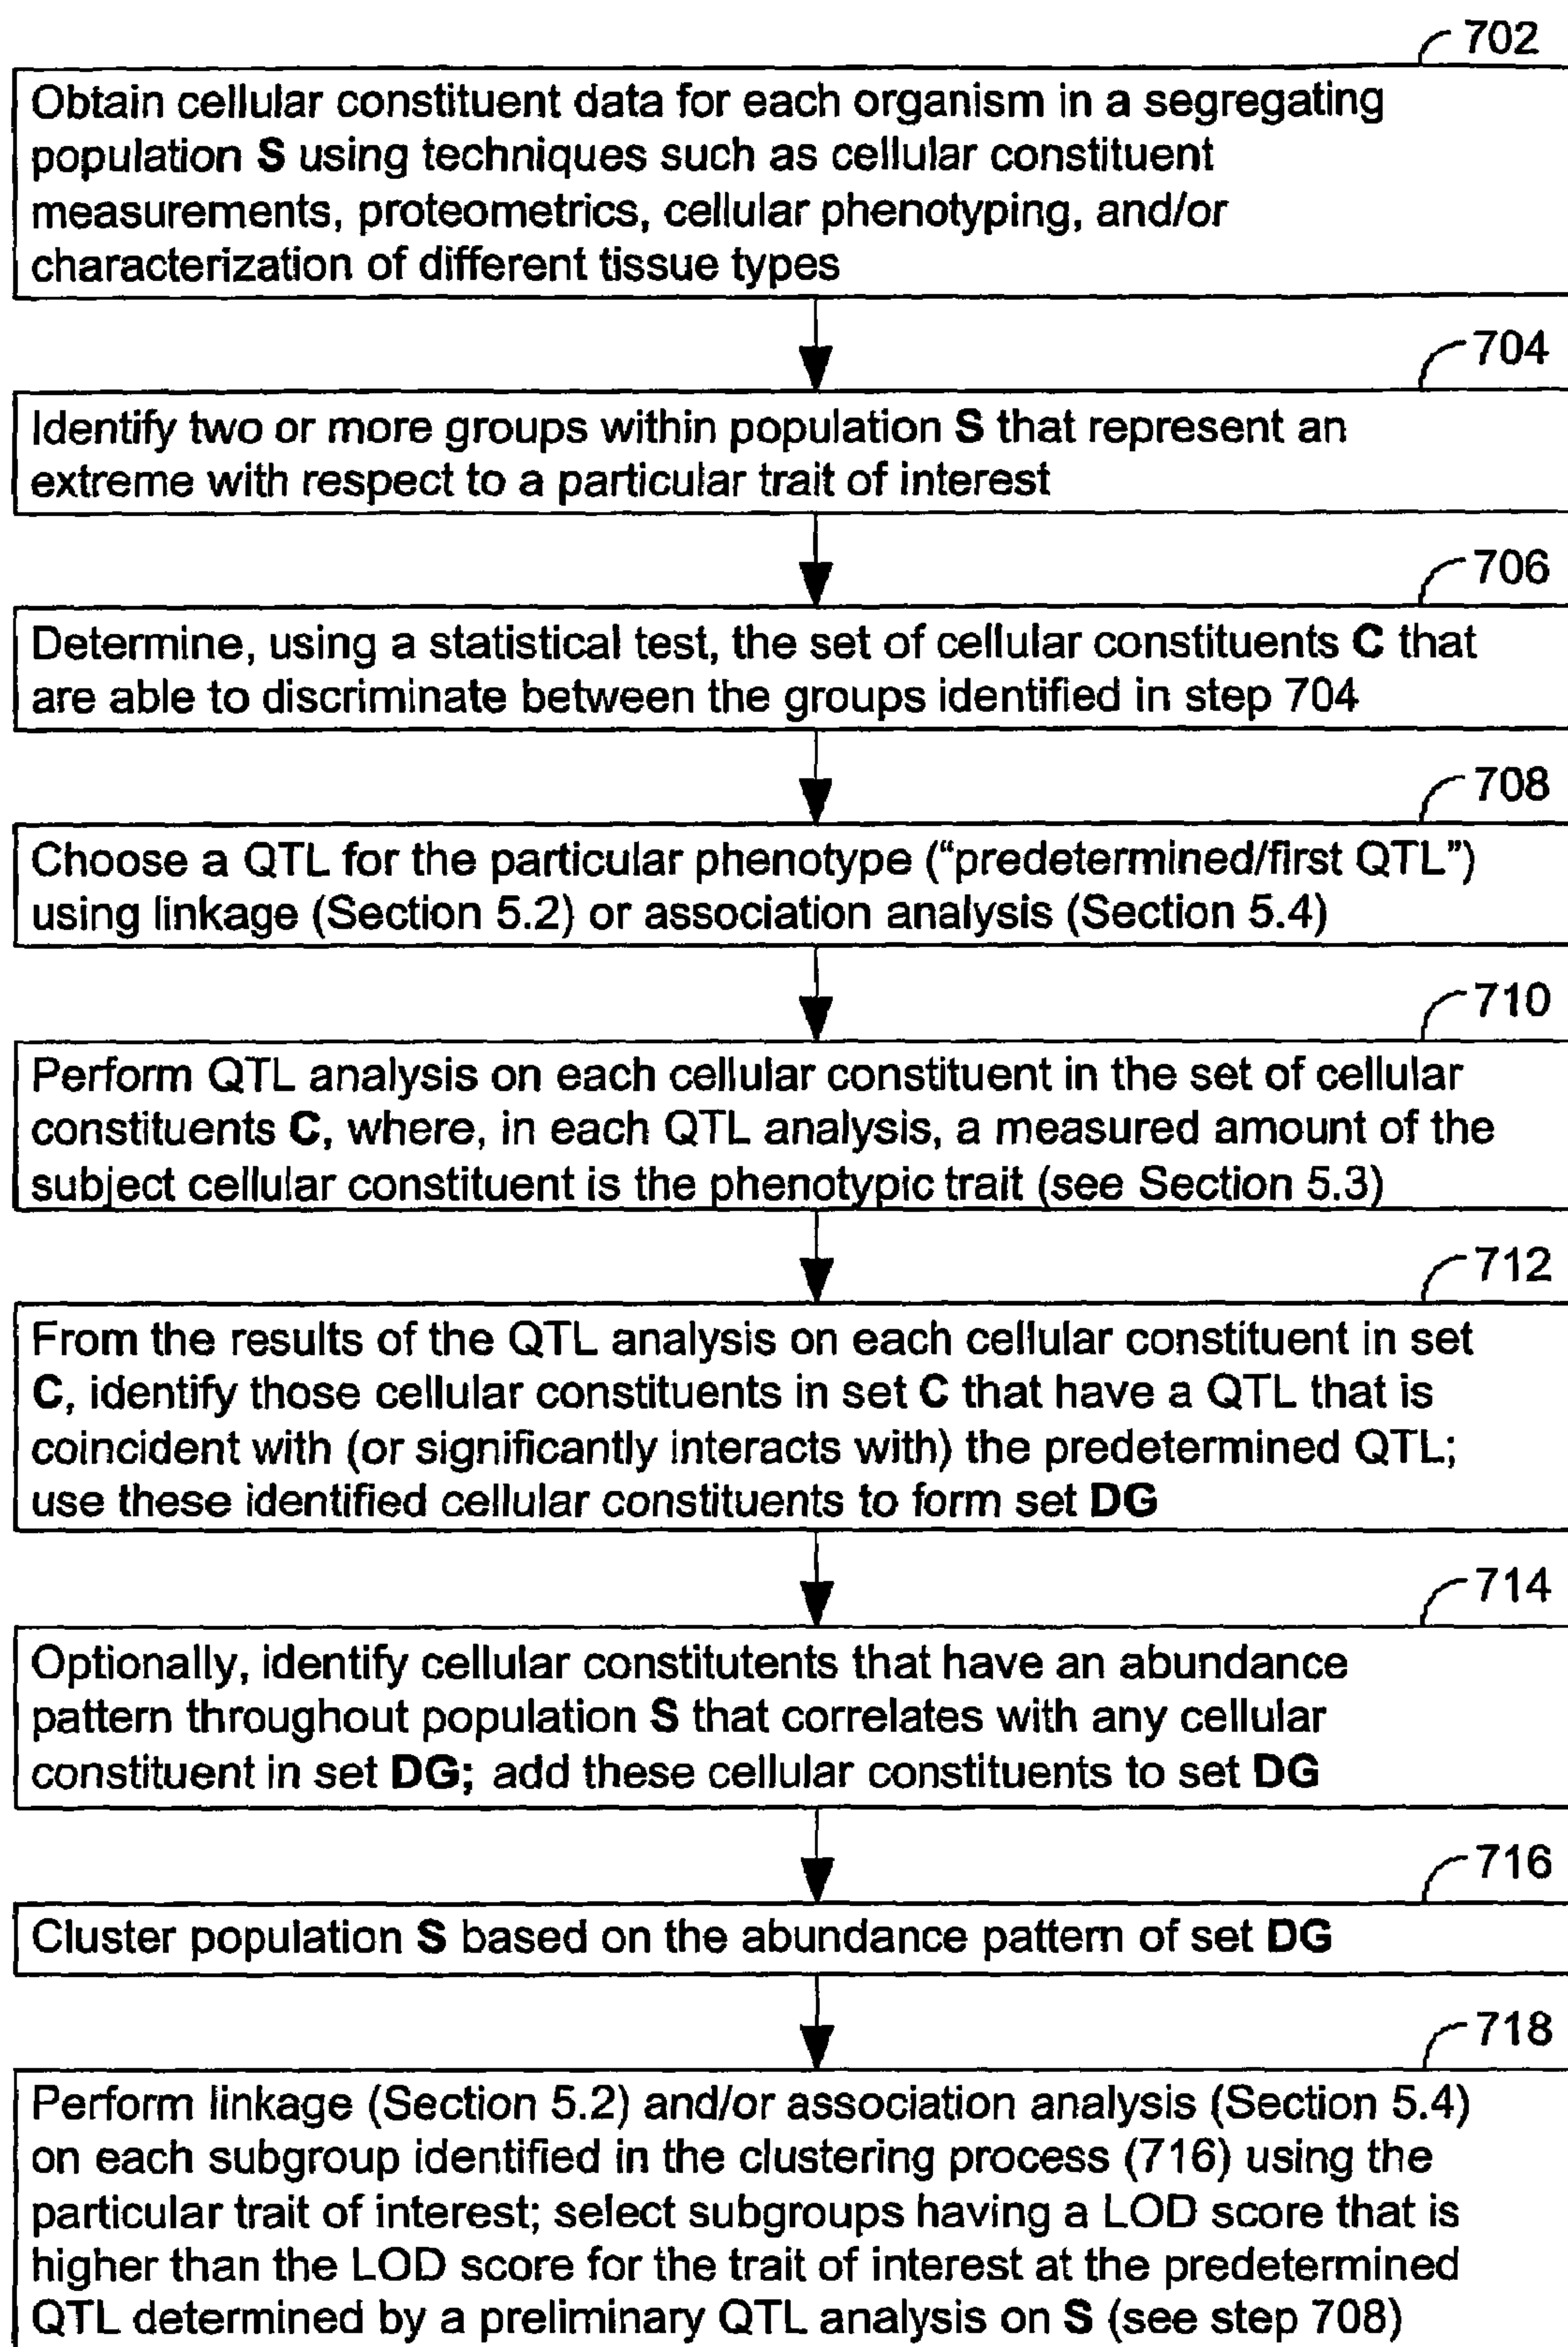 702
Obtain cellular constituent data for each organism in a segregating
population S using techniques such as cellular constituent
measurements, proteometrics, cellular phenotyping, and/or
characterization of different tissue types
704
Identify two or more groups within population S that represent an
extreme with respect to a particular trait of interest
706
Determine, using a statistical test, the set of cellular constituents C that
are able to discriminate between the groups identified in step 704
708
Choose a QTL for the particular phenotype (“predetermined/first QTL”)
using linkage (Section 5.2) or association analysis (Section 5.4)
710
Perform QTL analysis on each cellular constituent in the set of cellular
constituents C, where, in each QTL analysis, a measured amount of the
subject cellular constituent is the phenotypic trait (see Section 5.3)
712
From the results of the QTL analysis on each cellular constituent in set
C, identify those cellular constituents in set C that have a QTL that is
coincident with (or significantly interacts with) the predetermined QTL;
use these identified cellular constituents to form set DG
714
Optionally, identify cellular constitutents that have an abundance
pattern throughout population S that correlates with any cellular
constituent in set DG; add these cellular constituents to set DG
716
Cluster population S based on the abundance pattern of set DG
718
Perform linkage (Section 5.2) and/or association analysis (Section 5.4)
on each subgroup identified in the clustering process (716) using the
particular trait of interest; select subgroups having a LOD score that is
higher than the LOD score for the trait of interest at the predetermined
QTL determined by a preliminary QTL analysis on S (see step 708)